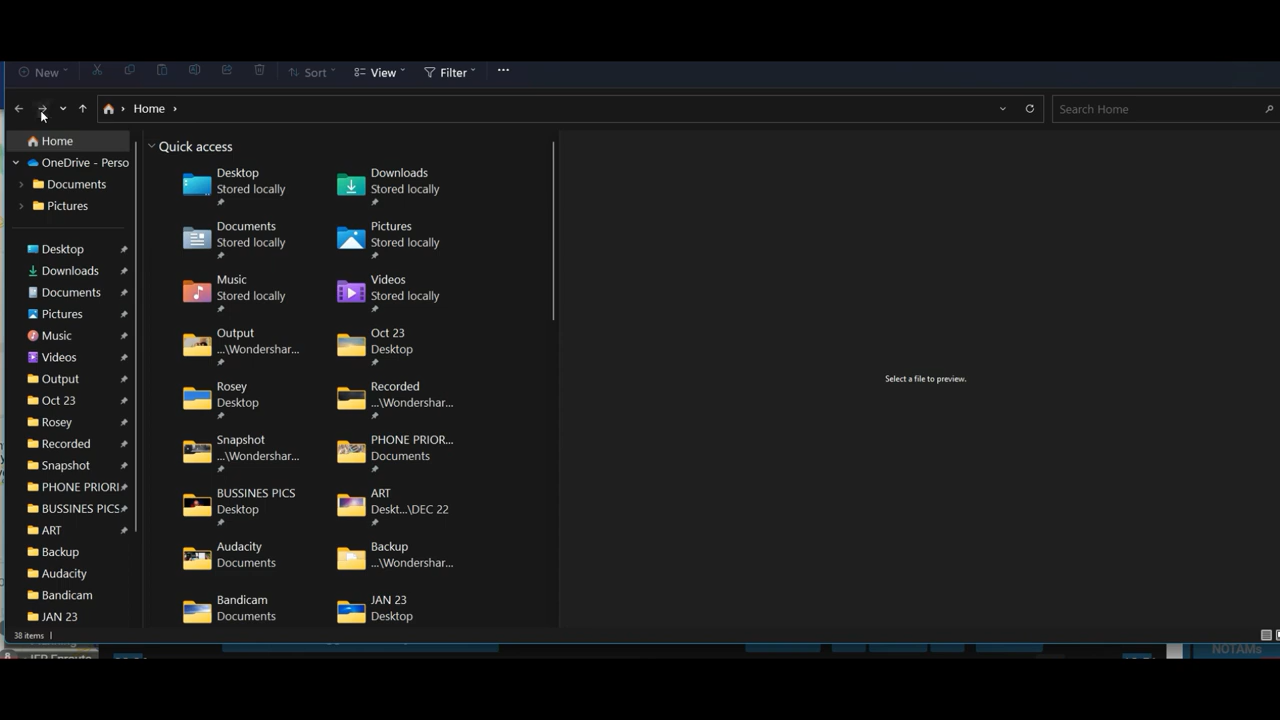 New
Sort
View
Filter
Home
Search Home
Home
OneDrive - Perso
Documents
Pictures
Desktop
Downloads
Documents
Pictures
Music
Videos
Output
Oct 23
Rosey
Recorded
Snapshot
PHONE PRIORI
BUSSINES PICS
ART
Backup
Audacity
Bandicam
JAN 23
Quick access
Desktop
Stored locally
Downloads
Stored locally
Documents
Stored locally
Pictures
Stored locally
Music
Stored locally
Videos
Stored locally
Output
...\Wondershar...
Oct 23
Desktop
Rosey
Desktop
Recorded
...\Wondershar...
Snapshot
...\Wondershar...
PHONE PRIOR...
Documents
BUSSINES PICS
Desktop
ART
Deskt...\DEC 22
Audacity
Documents
Backup
...\Wondershar...
Bandicam
Documents
JAN 23
Desktop
Select a file to preview.
38 items
NOTAMs